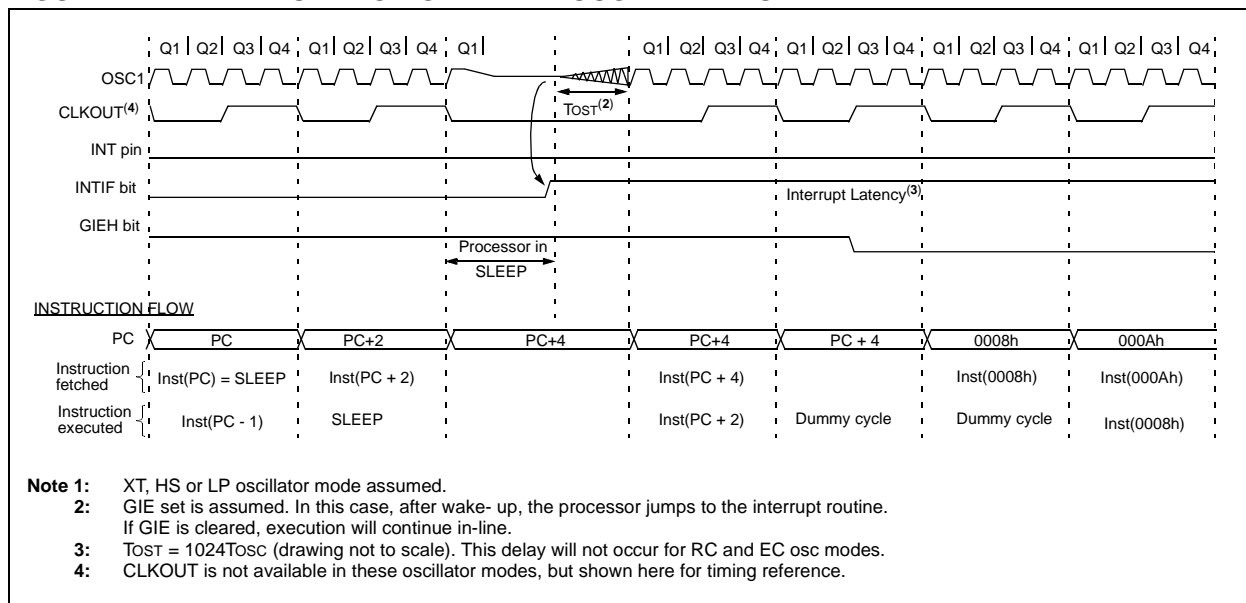 Q1 Q2 Q3 Q4 Q1 Q2 Q3 Q4 Q1 Q1 Q2 Q3 Q4 Q1 Q2 Q3 Q4 Q1 Q2 Q3 Q4 Q1 Q2 Q3 Q4
OSC1
CLKOUT(4)
TOST(2)
INT pin
INTIF bit
Interrupt Latency(3)
GIEH bit
Processor in
SLEEP
INSTRUCTION FLOW
PC PC PC+2 PC+4 PC+4 PC + 4 0008h 000Ah
Instruction
fetched
Inst(PC) = SLEEP Inst(PC + 2) Inst(PC + 4) Inst(0008h) Inst(000Ah)
Instruction
executed
Inst(PC - 1) SLEEP Inst(PC + 2) Dummy cycle Dummy cycle Inst(0008h)
Note 1: XT, HS or LP oscillator mode assumed.
2: GIE set is assumed. In this case, after wake- up, the processor jumps to the interrupt routine.
If GIE is cleared, execution will continue in-line.
3: TOST = 1024TOSC (drawing not to scale). This delay will not occur for RC and EC osc modes.
4: CLKOUT is not available in these oscillator modes, but shown here for timing reference.